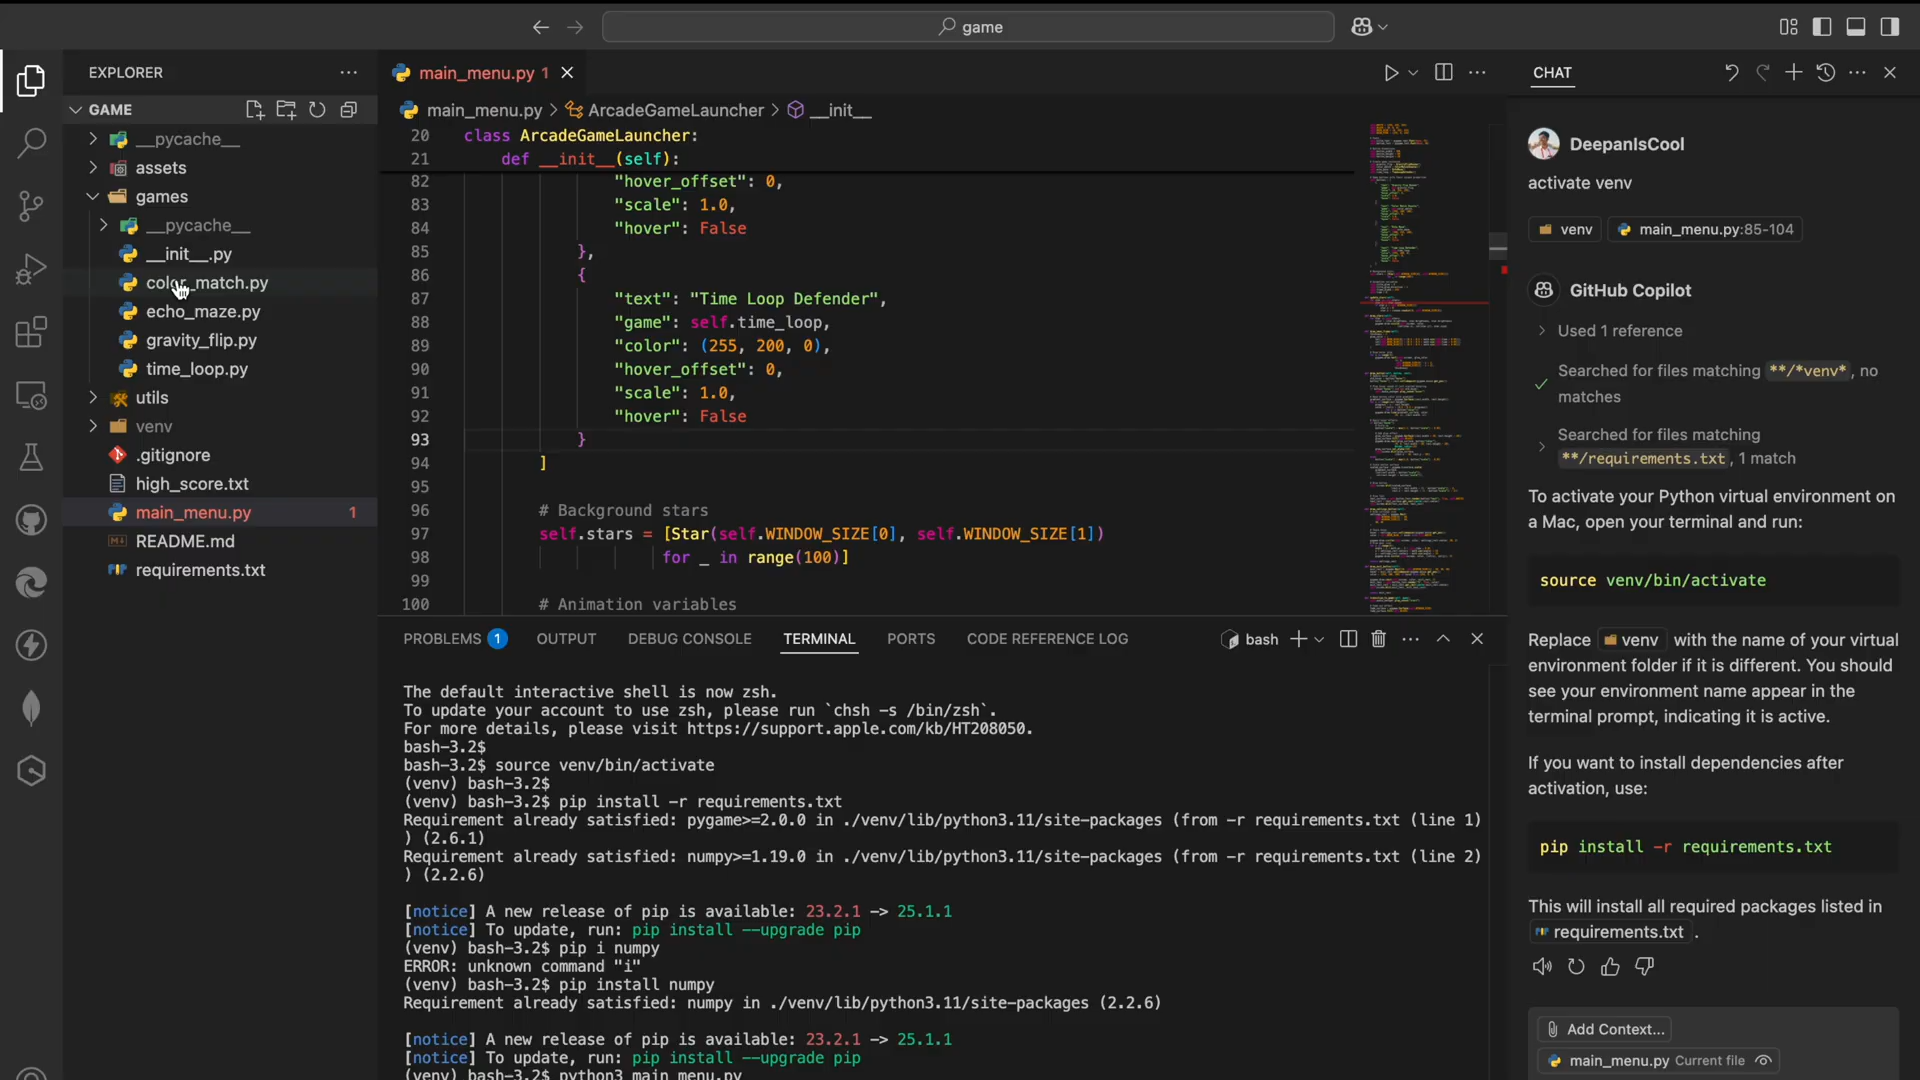 game
EXPLORER
GAME
__pycache__
assets
games
__pycache__
__init__.py
color_match.py
echo_maze.py
gravity_flip.py
time_loop.py
utils
venv
.gitignore
high_score.txt
main_menu.py 1
README.md
requirements.txt
main_menu.py 1
main_menu.py > ArcadeGameLauncher > __init__
20 class ArcadeGameLauncher:
21 def __init__(self):
82 "hover_offset": 0,
83 "scale": 1.0,
84 "hover": False
85 },
86 {
87 "text": "Time Loop Defender",
88 "game": self.time_loop,
89 "color": (255, 200, 0),
90 "hover_offset": 0,
91 "scale": 1.0,
92 "hover": False
93 }
94 ]
95
96 # Background stars
97 self.stars = [Star(self.WINDOW_SIZE[0], self.WINDOW_SIZE[1])
98 for _ in range(100)]
99
100 # Animation variables
PROBLEMS 1 OUTPUT DEBUG CONSOLE TERMINAL PORTS CODE REFERENCE LOG bash
The default interactive shell is now zsh.
To update your account to use zsh, please run `chsh -s /bin/zsh`.
For more details, please visit https://support.apple.com/kb/HT208050.
bash-3.2$
bash-3.2$ source venv/bin/activate
(venv) bash-3.2$
(venv) bash-3.2$ pip install -r requirements.txt
Requirement already satisfied: pygame>=2.0.0 in ./venv/lib/python3.11/site-packages (from -r requirements.txt (line 1)
) (2.6.1)
Requirement already satisfied: numpy>=1.19.0 in ./venv/lib/python3.11/site-packages (from -r requirements.txt (line 2)
) (2.2.6)
[notice] A new release of pip is available: 23.2.1 -> 25.1.1
[notice] To update, run: pip install --upgrade pip
(venv) bash-3.2$ pip i numpy
ERROR: unknown command "i"
(venv) bash-3.2$ pip install numpy
Requirement already satisfied: numpy in ./venv/lib/python3.11/site-packages (2.2.6)
[notice] A new release of pip is available: 23.2.1 -> 25.1.1
[notice] To update, run: pip install --upgrade pip
(venv) bash-3.2$ python3 main_menu.py
CHAT
DeepanIsCool
activate venv
venv main_menu.py:85-104
GitHub Copilot
Used 1 reference
Searched for files matching **/*venv*, no
matches
Searched for files matching
**/requirements.txt, 1 match
To activate your Python virtual environment on
a Mac, open your terminal and run:
source venv/bin/activate
Replace venv with the name of your virtual
environment folder if it is different. You should
see your environment name appear in the
terminal prompt, indicating it is active.
If you want to install dependencies after
activation, use:
pip install -r requirements.txt
This will install all required packages listed in
requirements.txt .
Add Context...
main_menu.py Current file